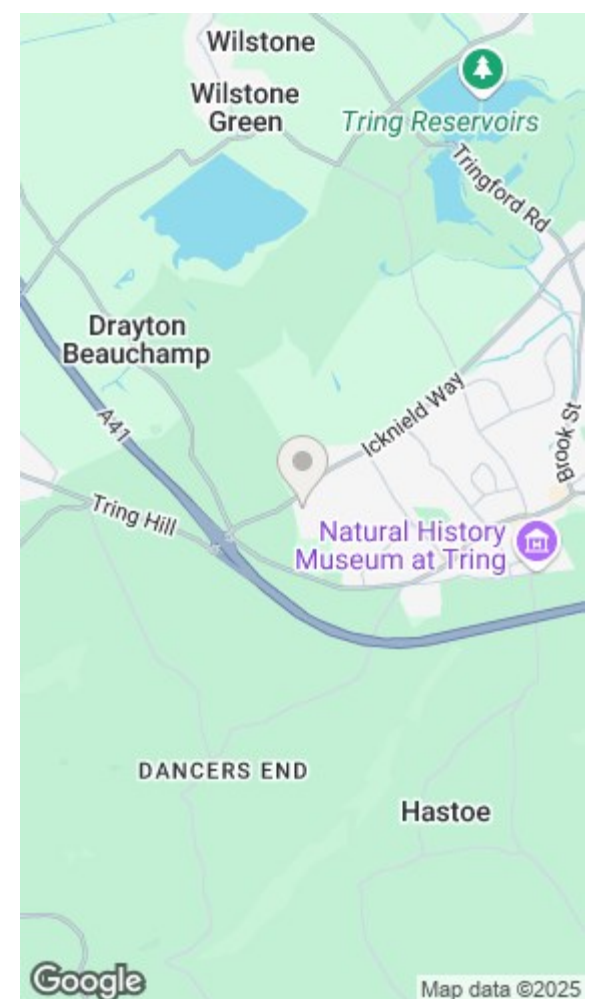 Wilstone
Wilstone
Green
Tring Reservoirs
Tringford Rd
Drayton
Beauchamp
A41
Icknield Way
Brook St
Tring Hill
Natural History
Museum at Tring
DANCERS END
Hastoe
Google
Map data ©2025